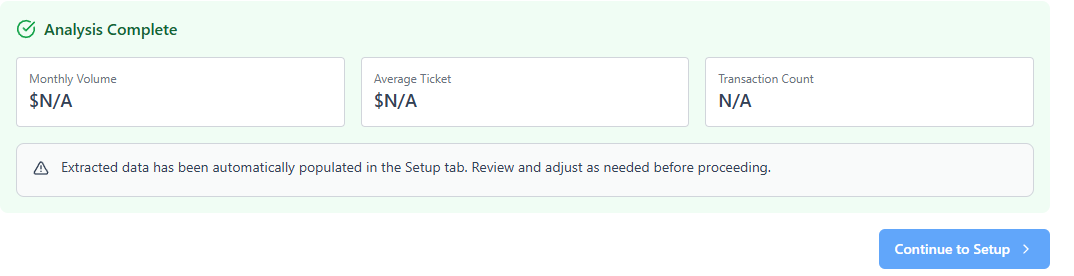 Analysis Complete
Monthly Volume
$N/A
Average Ticket
$N/A
Transaction Count
N/A
Extracted data has been automatically populated in the Setup tab. Review and adjust as needed before proceeding.
Continue to Setup